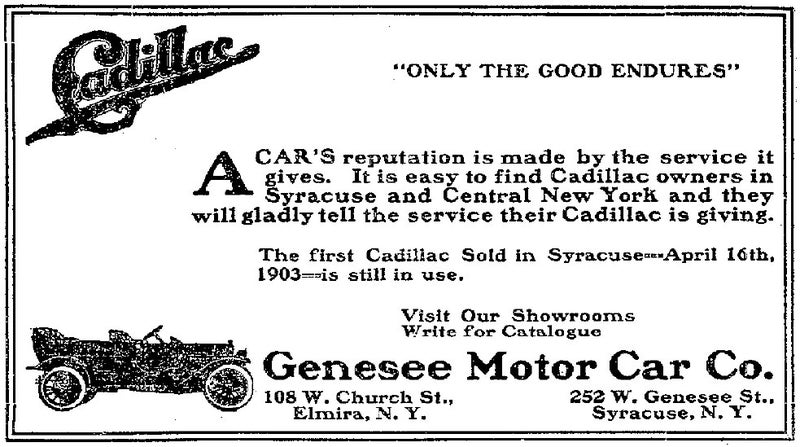 Cadillac
"ONLY THE GOOD ENDURES"
A CAR'S reputation is made by the service it
gives. It is easy to find Cadillac owners in
Syracuse and Central New York and they
will gladly tell the service their Cadillac is giving.
The first Cadillac Sold in Syracuse---April 16th,
1903--is still in use.
Visit Our Showrooms
Write for Catalogue
Genesee Motor Car Co.
108 W. Church St.,
Elmira, N. Y.
252 W. Genesee St.,
Syracuse, N. Y.